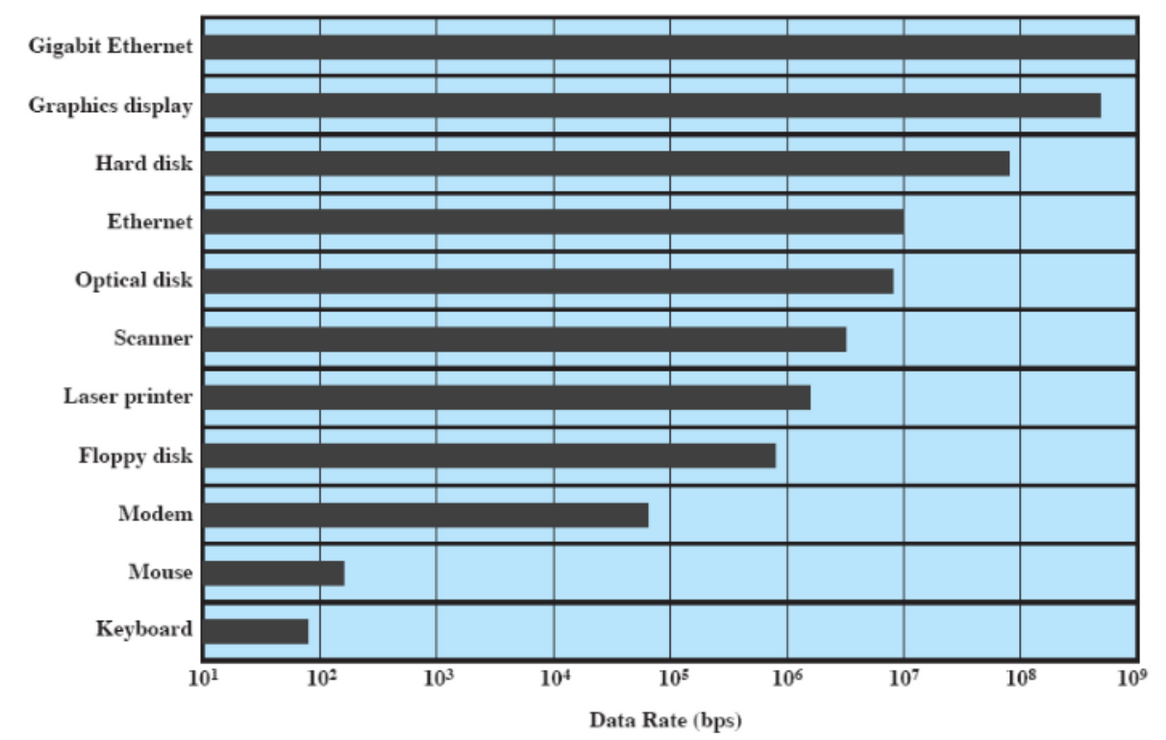 Gigabit Ethernet
Graphics display
Hard disk
Ethernet
Optical disk
Scanner
Laser printer
Floppy disk
Modem
Mouse
Keyboard
10¹ 10² 10³ 10⁴ 10⁵ 10⁶ 10⁷ 10⁸ 10⁹
Data Rate (bps)